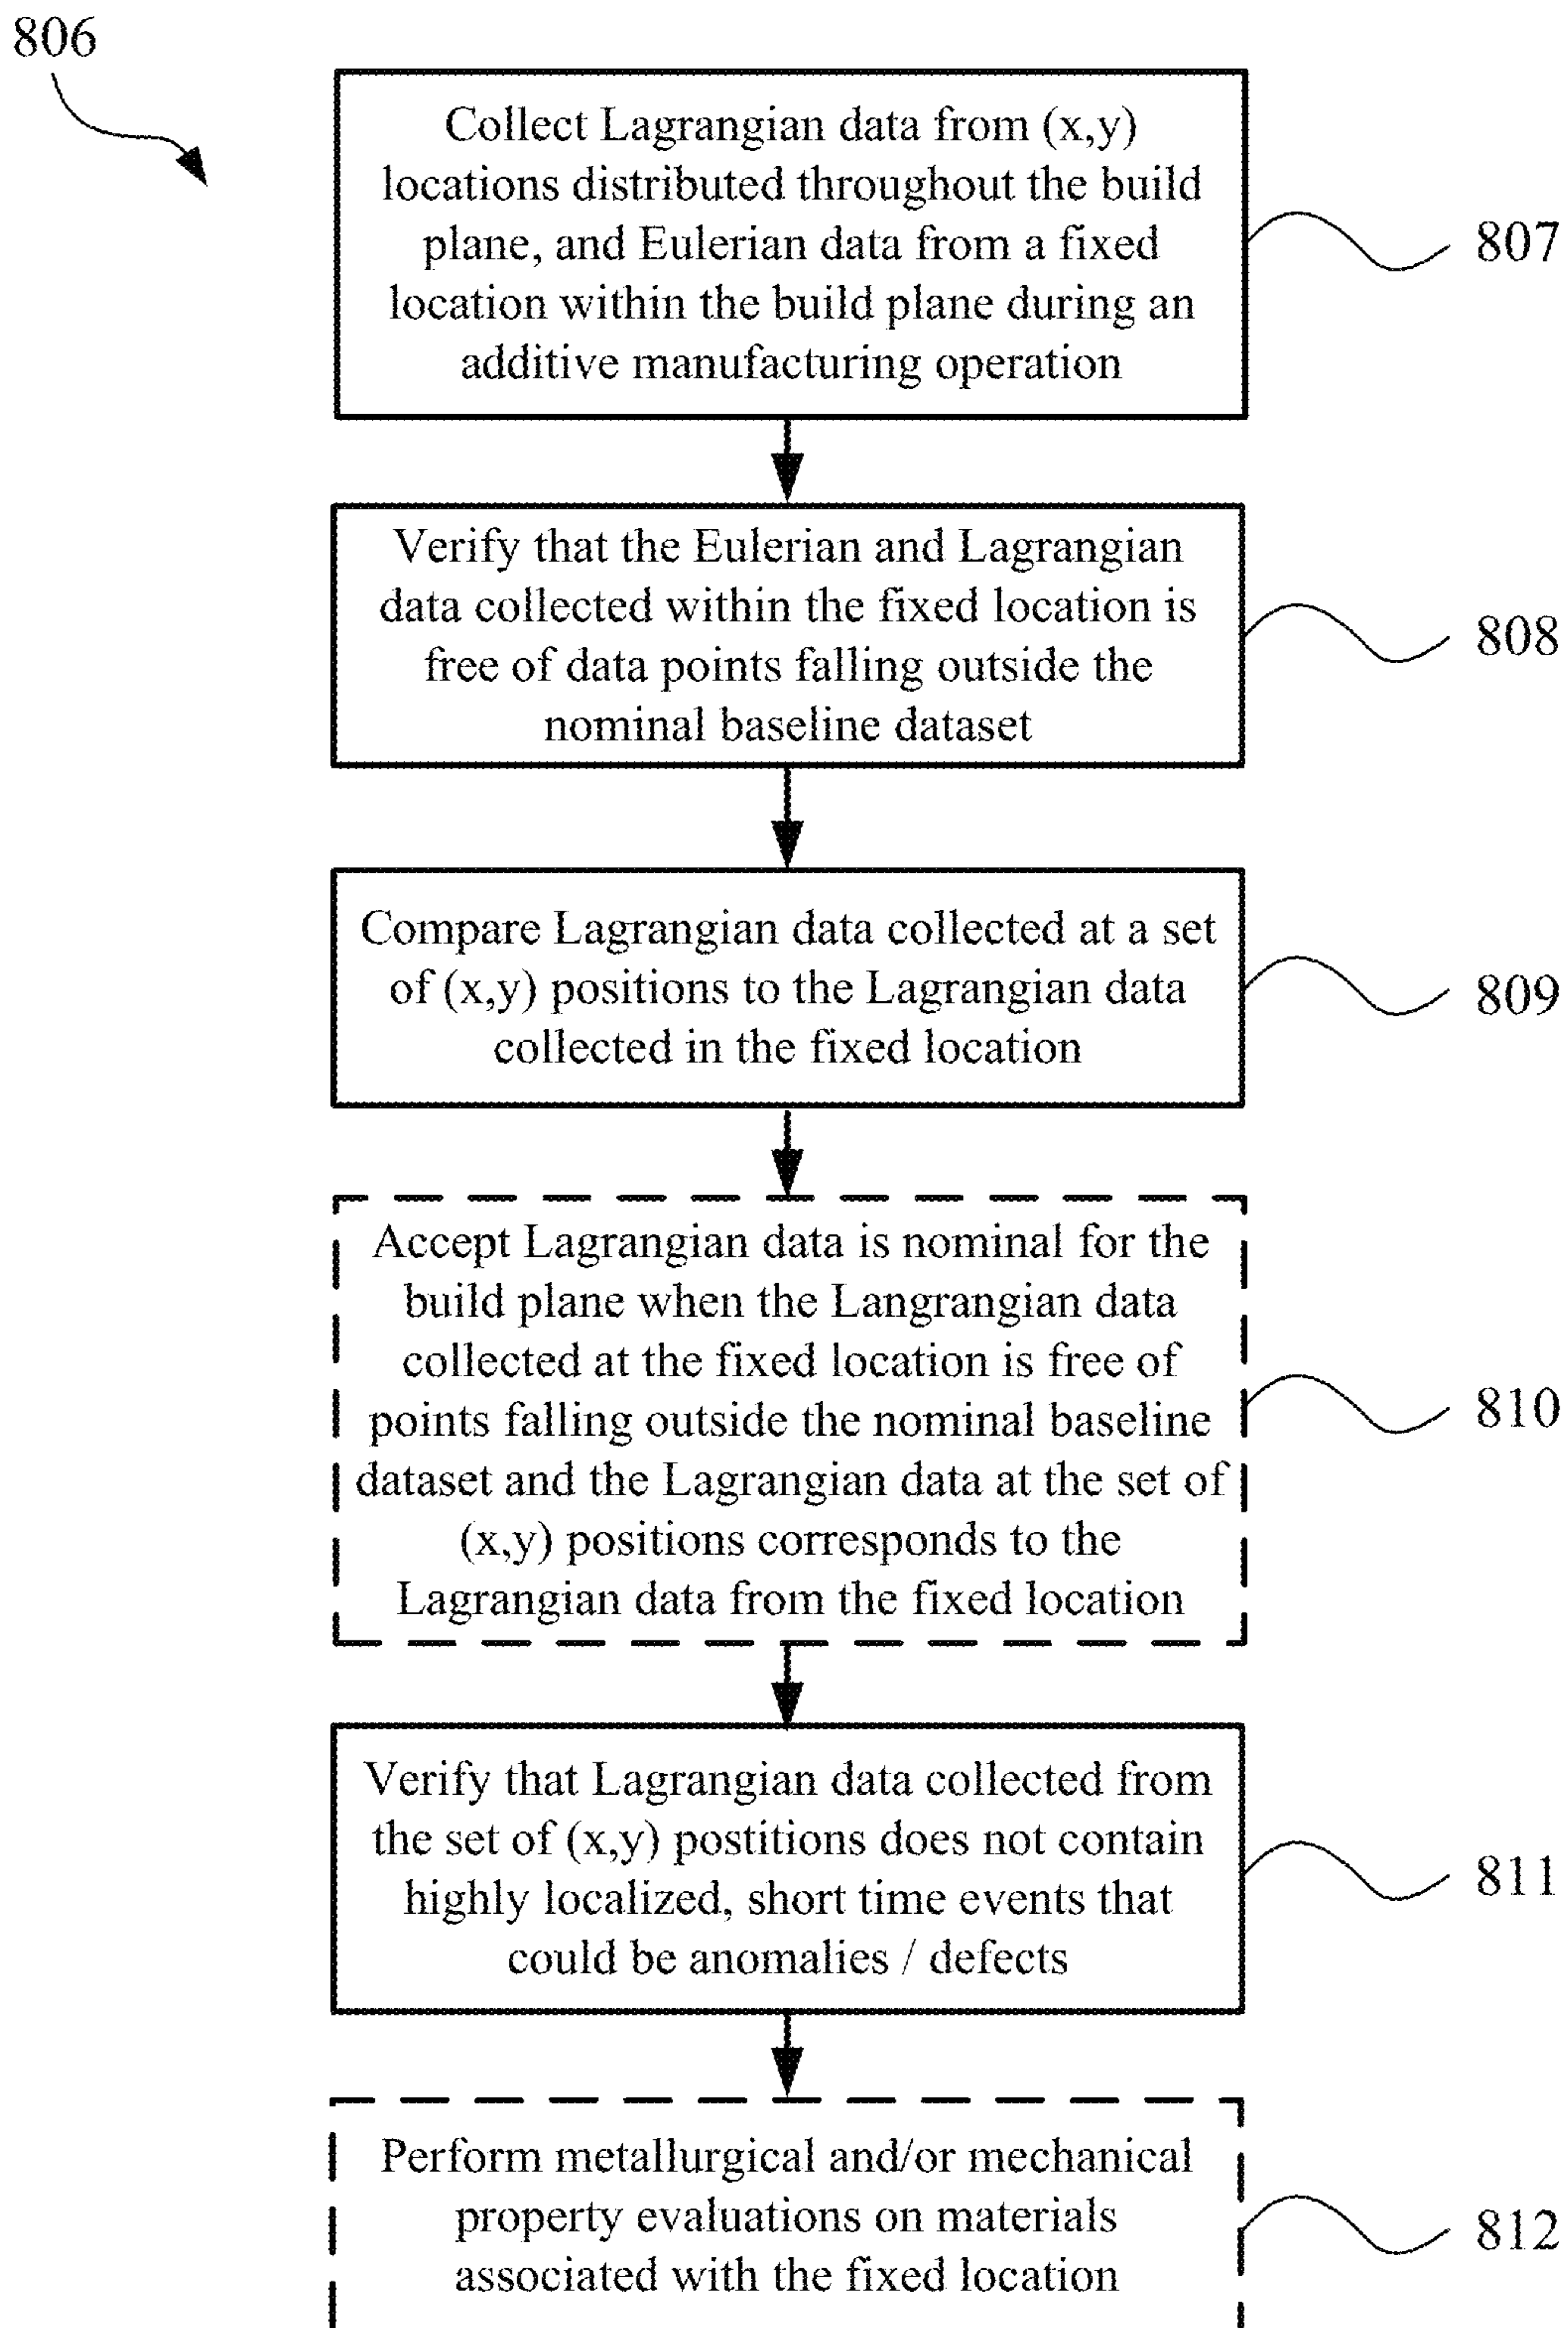 806
Collect Lagrangian data from (x,y)
locations distributed throughout the build
plane, and Eulerian data from a fixed
location within the build plane during an
additive manufacturing operation
807
Verify that the Eulerian and Lagrangian
data collected within the fixed location is
free of data points falling outside the
nominal baseline dataset
808
Compare Lagrangian data collected at a set
of (x,y) positions to the Lagrangian data
collected in the fixed location
809
Accept Lagrangian data is nominal for the
build plane when the Langrangian data
collected at the fixed location is free of
points falling outside the nominal baseline
dataset and the Lagrangian data at the set of
(x,y) positions corresponds to the
Lagrangian data from the fixed location
810
Verify that Lagrangian data collected from
the set of (x,y) postitions does not contain
highly localized, short time events that
could be anomalies / defects
811
Perform metallurgical and/or mechanical
property evaluations on materials
associated with the fixed location
812